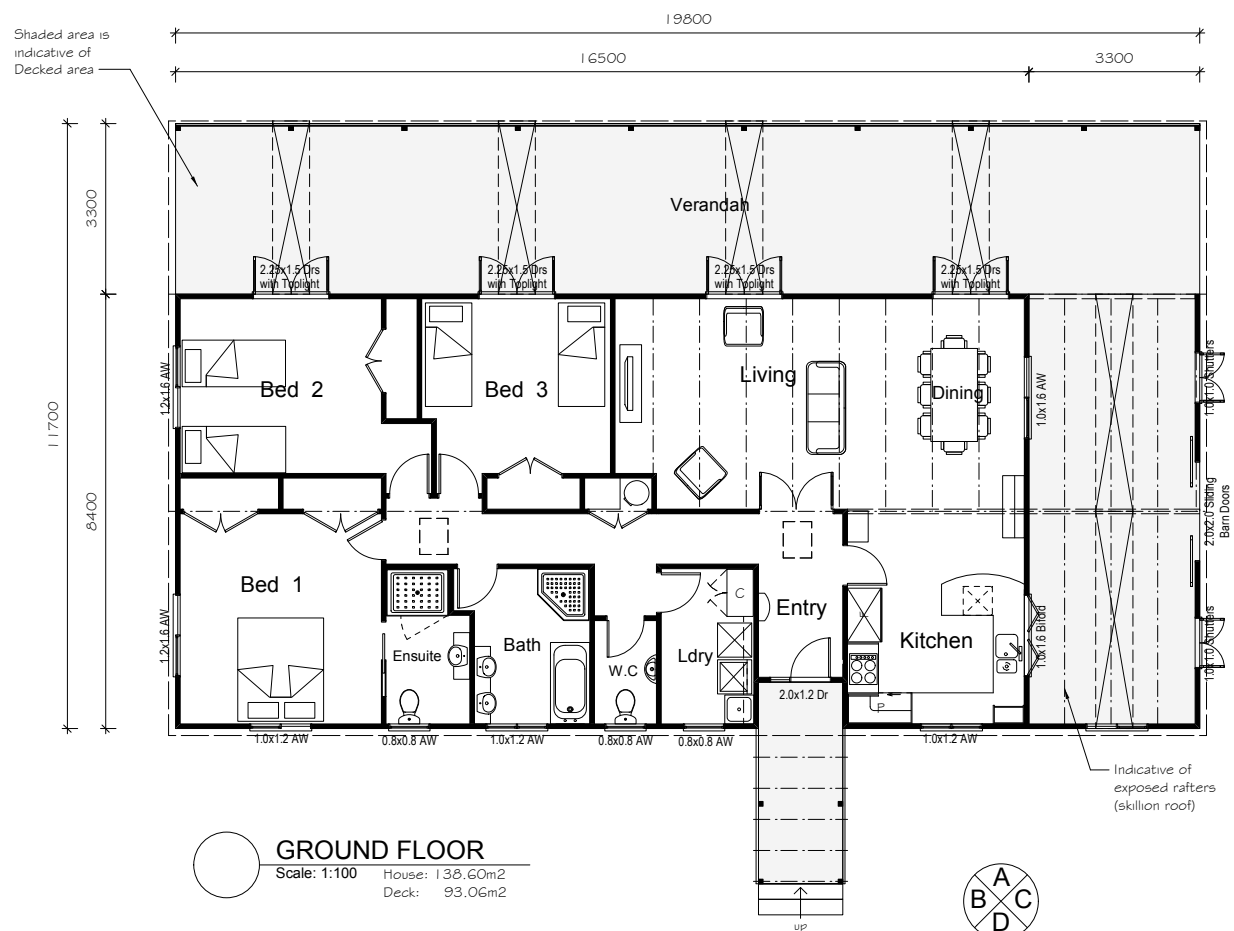 19800
Shaded area is
indicative of
Decked area
16500
3300
3300
Verandah
2.25x1.5 Drs
with Toplight
2.25x1.5 Drs
with Toplight
2.25x1.5 Drs
with Toplight
2.25x1.5 Drs
with Toplight
11700
8400
1.2x1.6 AW
Bed 2
Bed 3
Living
Dining
1.0x1.6 AW
1.0x1.0 Shutters
2.0x2.0 Sliding
Barn Doors
Bed 1
1.2x1.6 AW
Ensuite
Bath
W.C
Ldry
C
Entry
Kitchen
P
1.0x1.6 Bifold
1.0x1.0 Shutters
2.0x1.2 Dr
1.0x1.2 AW
0.8x0.8 AW
1.0x1.2 AW
0.8x0.8 AW
0.8x0.8 AW
1.0x1.2 AW
Indicative of
exposed rafters
(skillion roof)
GROUND FLOOR
Scale: 1:100
House: 138.60m2
Deck: 93.06m2
up
A
B C
D